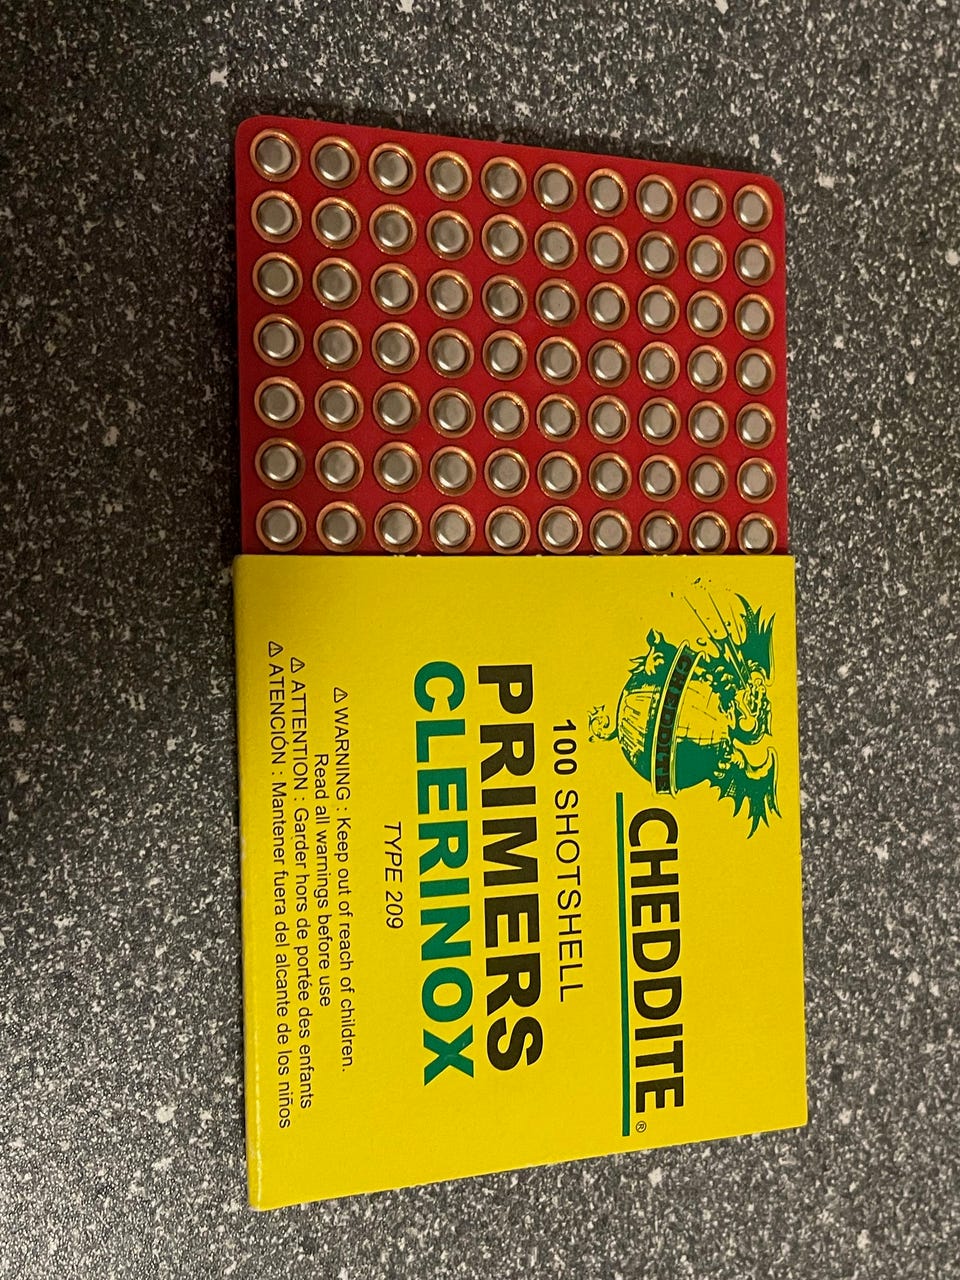 CHEDDITE®
100 SHOTSHELL
PRIMERS
CLERINOX
TYPE 209
⚠ WARNING : Keep out of reach of children.
Read all warnings before use
⚠ ATTENTION : Garder hors de portée des enfants
⚠ ATENCIÓN : Mantener fuera del alcante de los niños